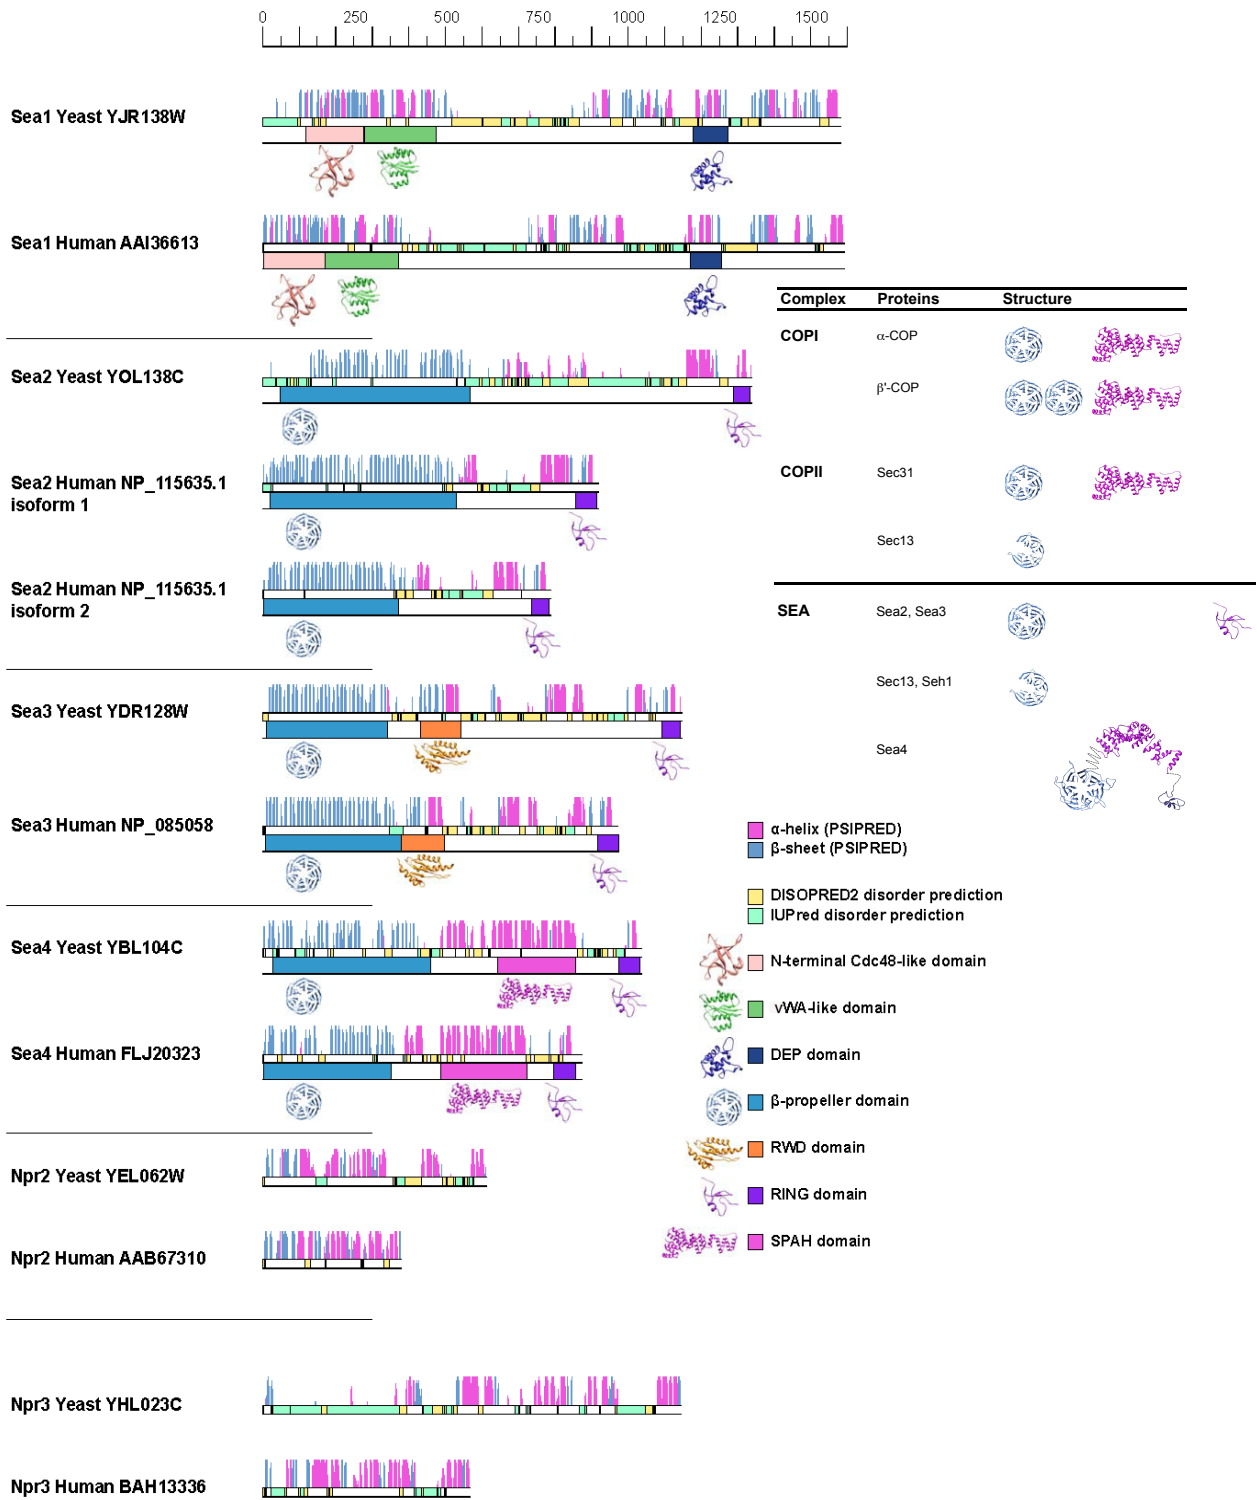 0 250 500 750 1000 1250 1500
Sea1 Yeast YJR138W
Sea1 Human AAI36613
Sea2 Yeast YOL138C
Sea2 Human NP_115635.1
isoform 1
Sea2 Human NP_115635.1
isoform 2
Sea3 Yeast YDR128W
Sea3 Human NP_085058
Sea4 Yeast YBL104C
Sea4 Human FLJ20323
Npr2 Yeast YEL062W
Npr2 Human AAB67310
Npr3 Yeast YHL023C
Npr3 Human BAH13336
Complex Proteins Structure
COPI α-COP
β'-COP
COPII Sec31
Sec13
SEA Sea2, Sea3
Sec13, Seh1
Sea4
α-helix (PSIPRED)
β-sheet (PSIPRED)
DISOPRED2 disorder prediction
IUPred disorder prediction
N-terminal Cdc48-like domain
vWA-like domain
DEP domain
β-propeller domain
RWD domain
RING domain
SPAH domain